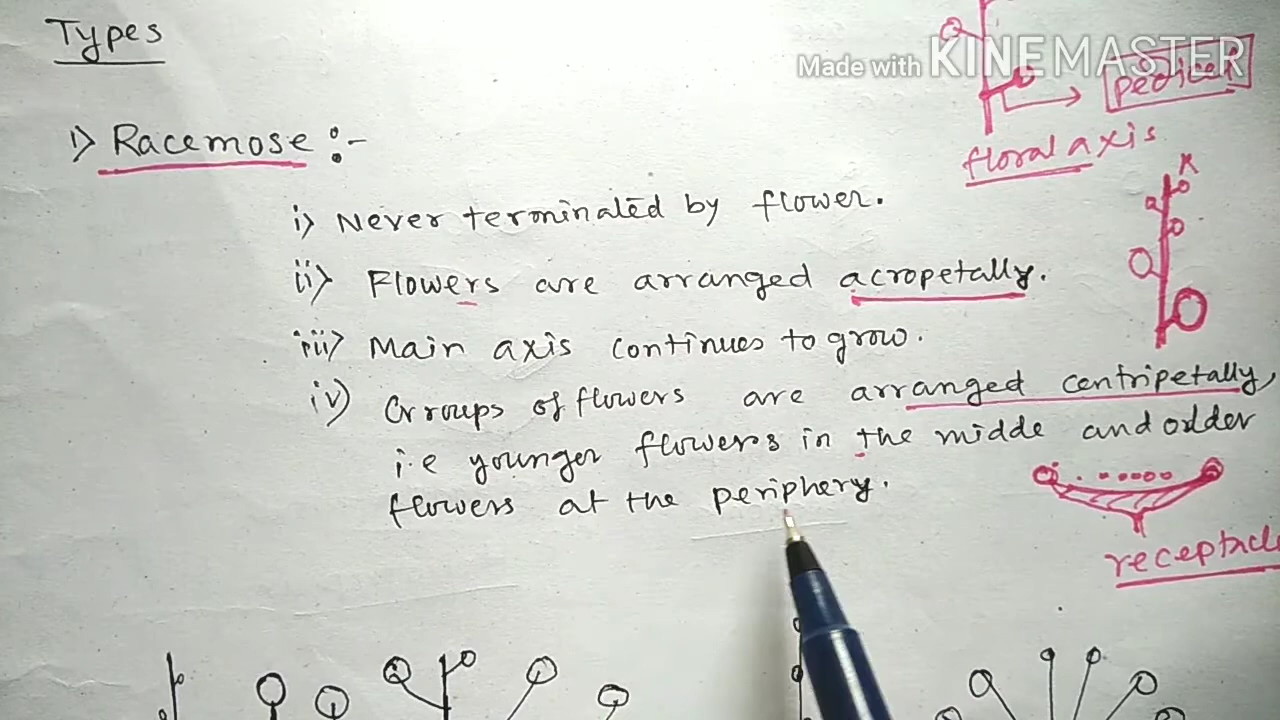 Types
Made with KINEMASTER
pedicel
floral axis
1) Racemose :-
i) Never terminated by flower.
ii) Flowers are arranged acropetally.
iii) Main axis continues to grow.
iv) Groups of flowers are arranged centripetally,
i.e younger flowers in the midde and older
flowers at the periphery.
receptacle